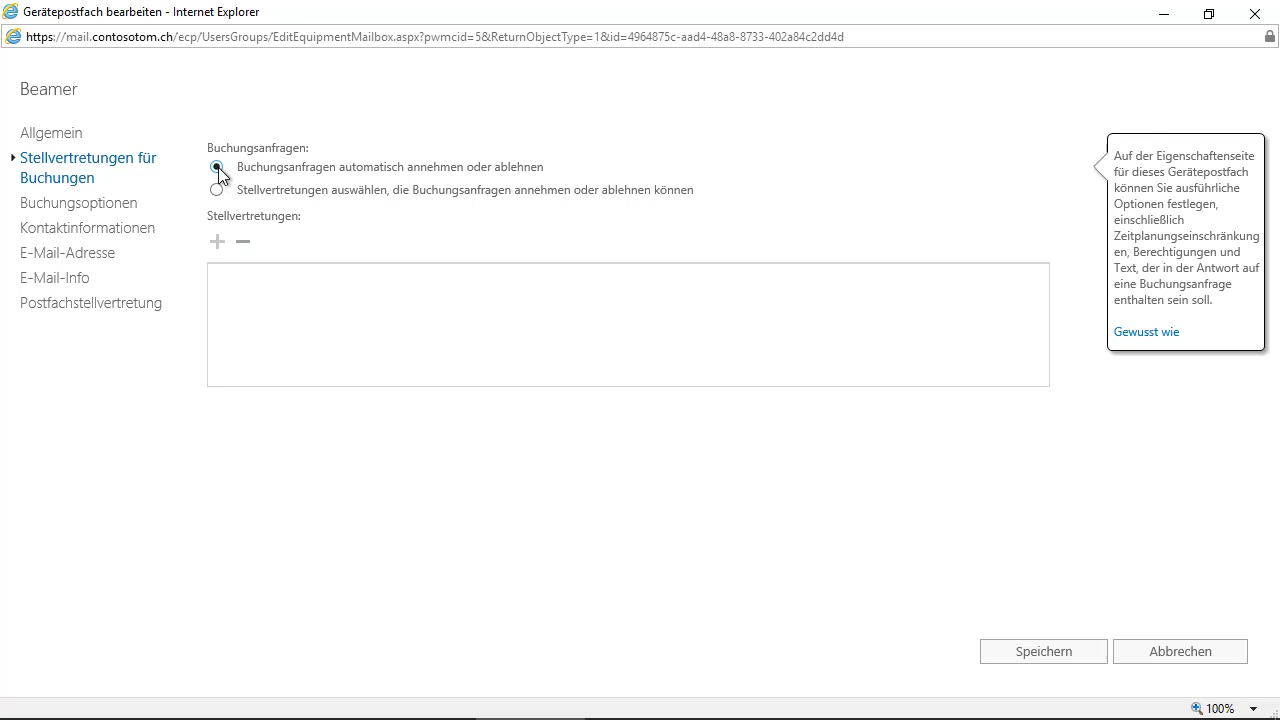 Gerätepostfach bearbeiten - Internet Explorer
https://mail.contosotom.ch/ecp/UsersGroups/EditEquipmentMailbox.aspx?pwmcid=5&ReturnObjectType=1&id=4964875c-aad4-48a8-8733-402a84c2dd4d
Beamer
Allgemein
Stellvertretungen für
Buchungen
Buchungsoptionen
Kontaktinformationen
E-Mail-Adresse
E-Mail-Info
Postfachstellvertretung
Buchungsanfragen:
Buchungsanfragen automatisch annehmen oder ablehnen
Stellvertretungen auswählen, die Buchungsanfragen annehmen oder ablehnen können
Stellvertretungen:
Auf der Eigenschaftenseite
für dieses Gerätepostfach
können Sie ausführliche
Optionen festlegen,
einschließlich
Zeitplanungseinschränkung
en, Berechtigungen und
Text, der in der Antwort auf
eine Buchungsanfrage
enthalten sein soll.
Gewusst wie
Speichern
Abbrechen
100%